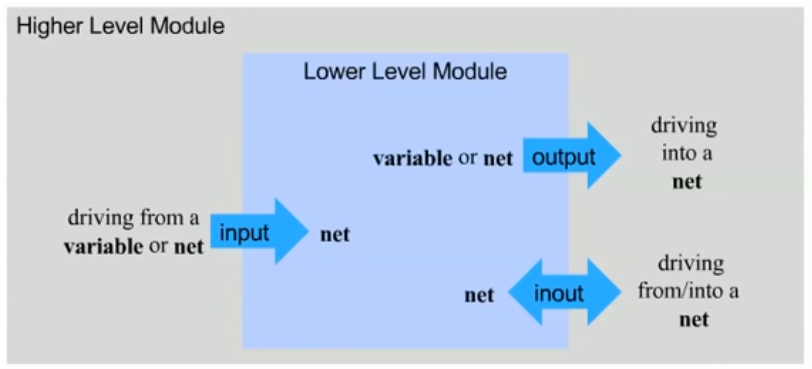 Higher Level Module
Lower Level Module
driving
into a
net
variable or net
output
driving from a
variable or net
input
net
driving
from/into a
net
net
inout